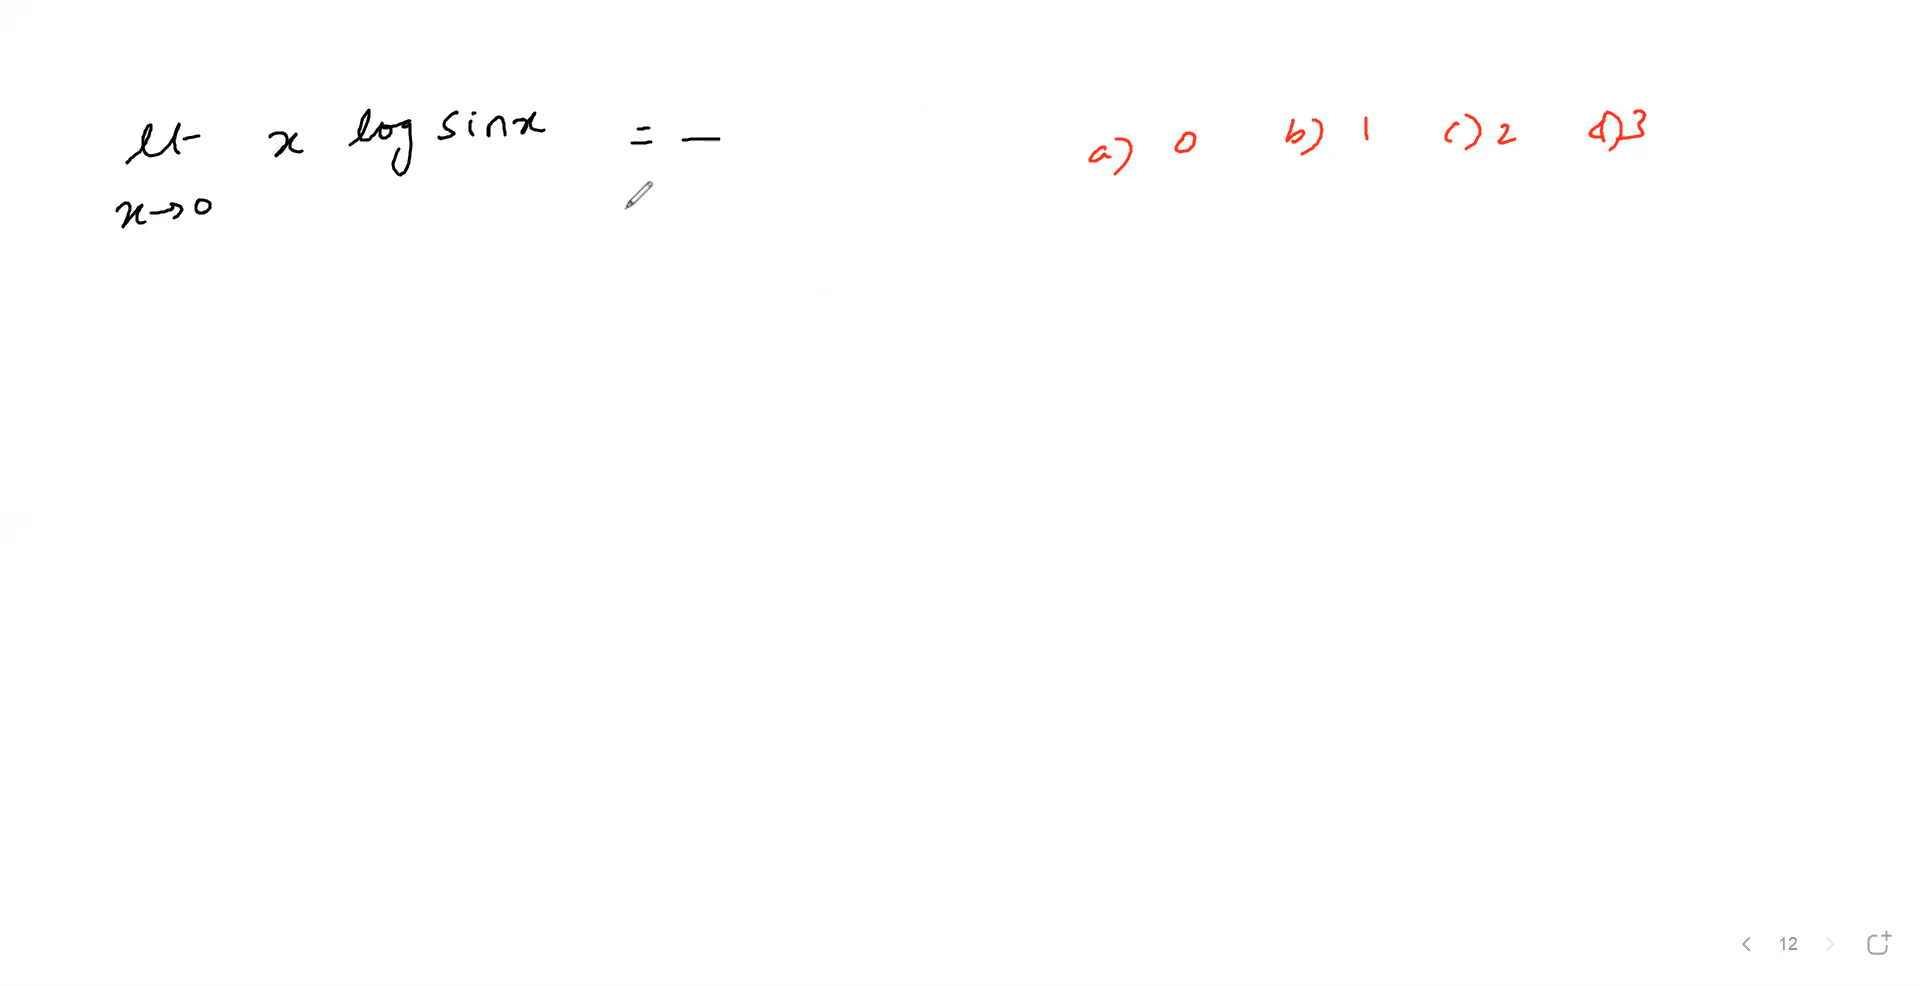 lt x log sinx = — a) 0 b) 1 c) 2 d) 3
x→0
12